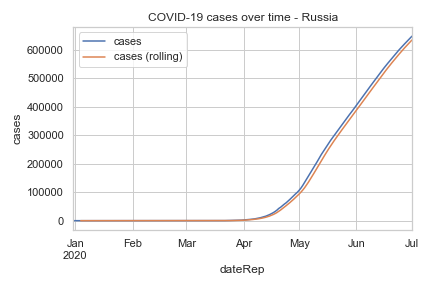 COVID-19 cases over time - Russia
cases
cases (rolling)
600000
500000
400000
300000
200000
100000
0
cases
Jan Feb Mar Apr May Jun Jul
2020
dateRep